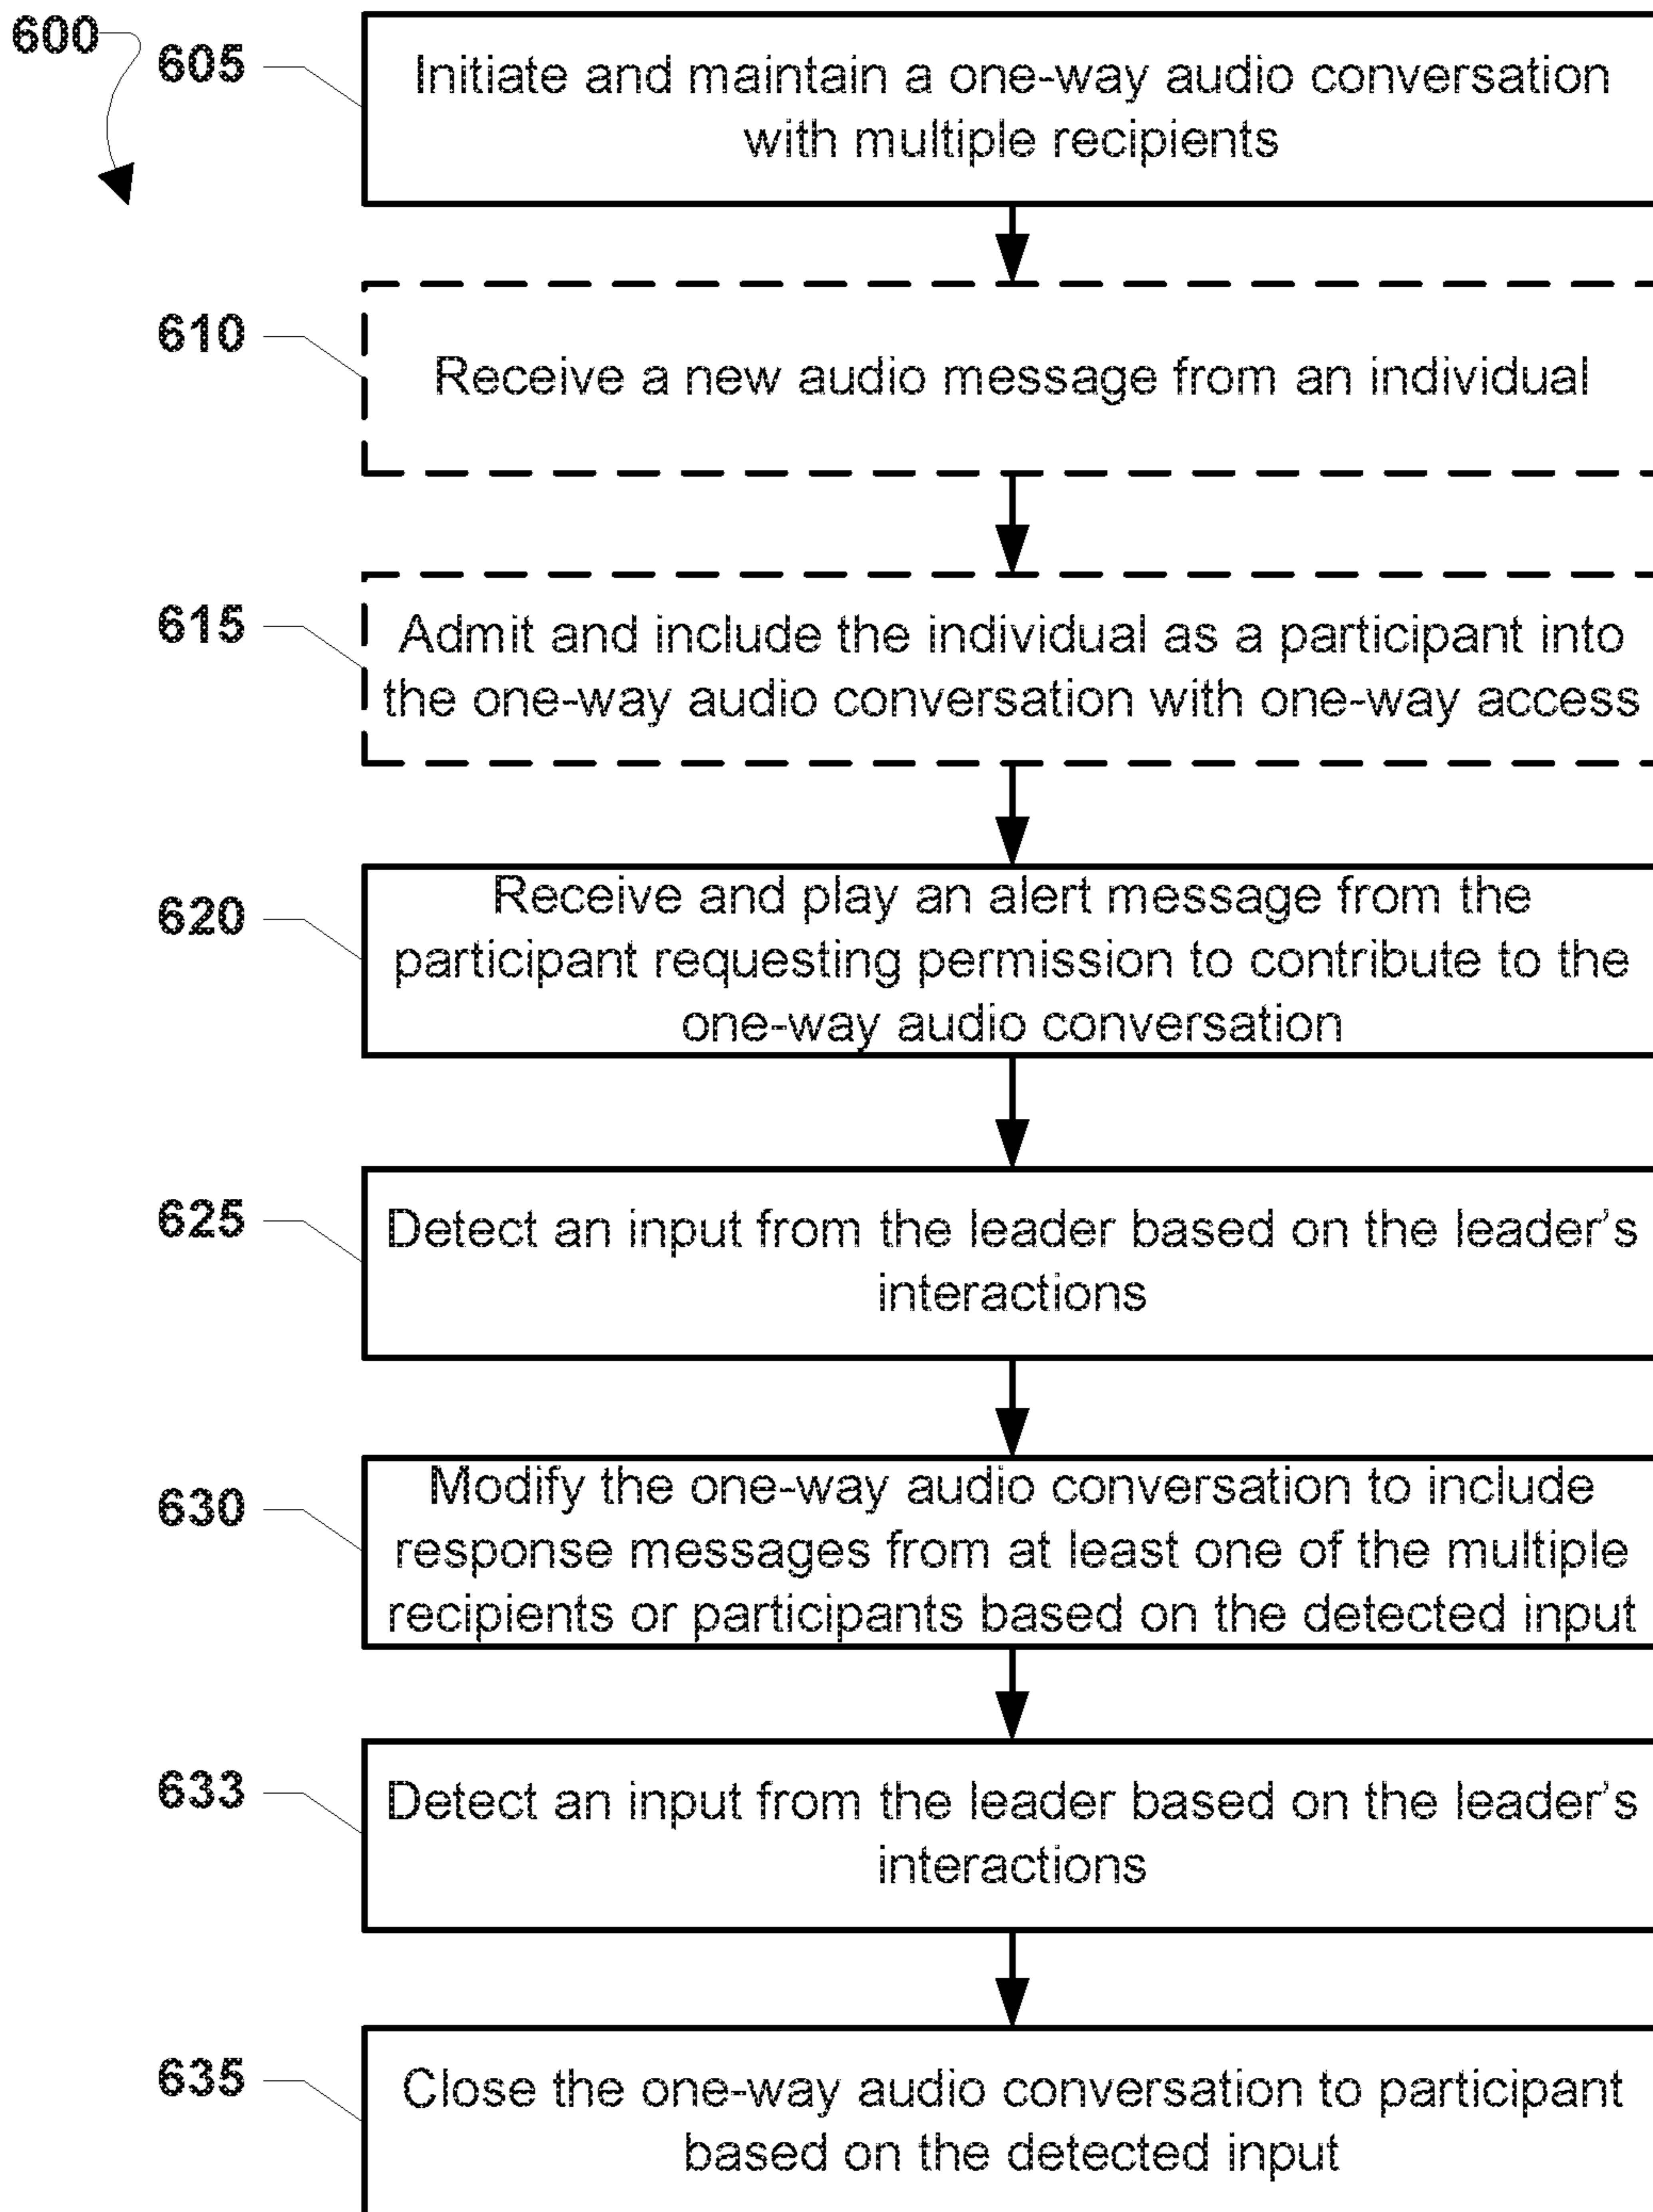 600
605
Initiate and maintain a one-way audio conversation
with multiple recipients
610
Receive a new audio message from an individual
615
Admit and include the individual as a participant into
the one-way audio conversation with one-way access
620
Receive and play an alert message from the
participant requesting permission to contribute to the
one-way audio conversation
625
Detect an input from the leader based on the leader's
interactions
630
Modify the one-way audio conversation to include
response messages from at least one of the multiple
recipients or participants based on the detected input
633
Detect an input from the leader based on the leader's
interactions
635
Close the one-way audio conversation to participant
based on the detected input